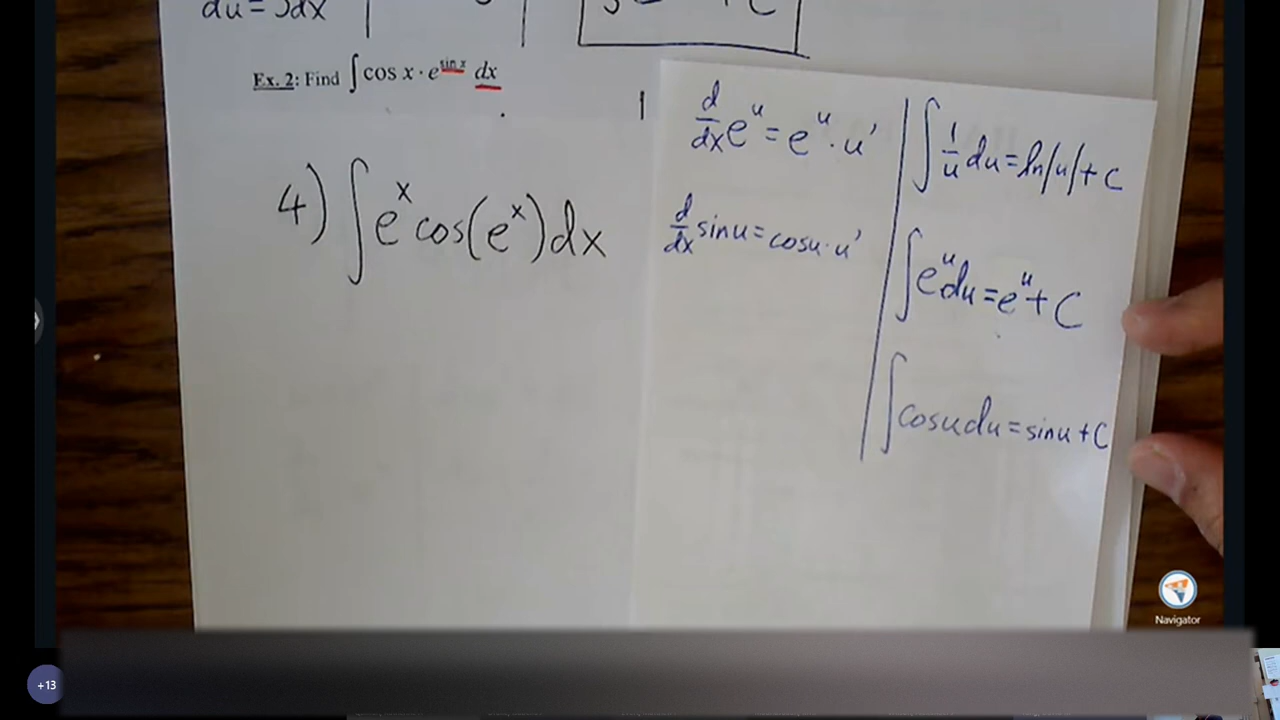 du = 3dx
+ C
Ex. 2: Find ∫ cos x · e^{sin x} dx
4) ∫ e^x cos(e^x) dx
d/dx e^u = e^u · u'
d/dx sin u = cos u · u'
∫ 1/u du = ln|u| + C
∫ e^u du = e^u + C
∫ cos u du = sin u + C
Navigator
+13